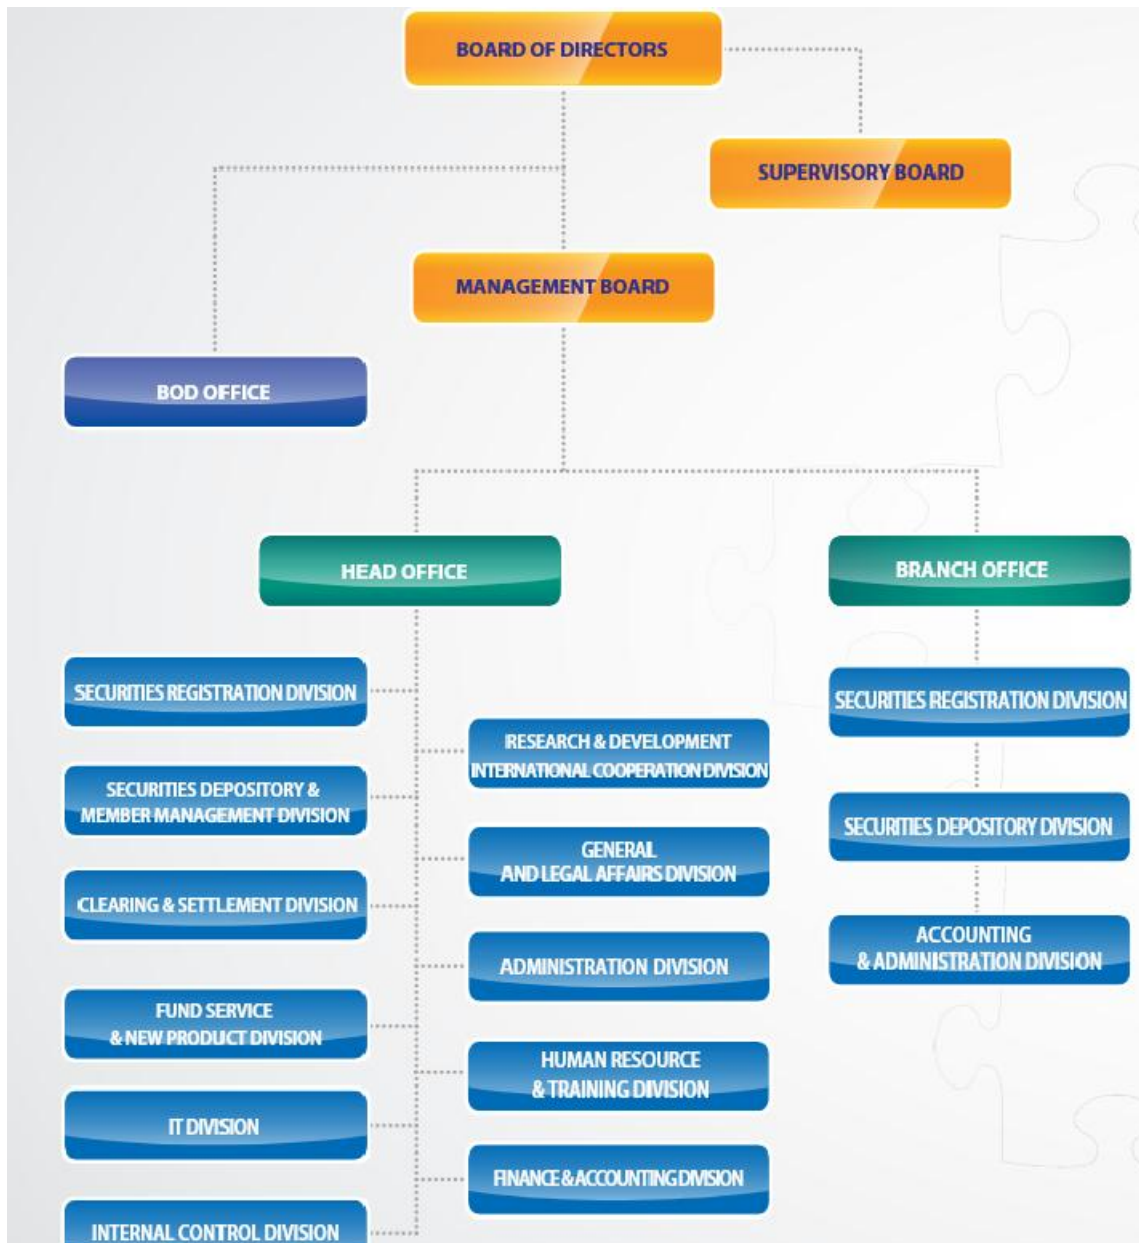 BOARD OF DIRECTORS
SUPERVISORY BOARD
MANAGEMENT BOARD
BOD OFFICE
HEAD OFFICE
BRANCH OFFICE
SECURITIES REGISTRATION DIVISION
SECURITIES DEPOSITORY &
MEMBER MANAGEMENT DIVISION
CLEARING & SETTLEMENT DIVISION
FUND SERVICE
& NEW PRODUCT DIVISION
IT DIVISION
INTERNAL CONTROL DIVISION
RESEARCH & DEVELOPMENT
INTERNATIONAL COOPERATION DIVISION
GENERAL
AND LEGAL AFFAIRS DIVISION
ADMINISTRATION DIVISION
HUMAN RESOURCE
& TRAINING DIVISION
FINANCE & ACCOUNTING DIVISION
SECURITIES REGISTRATION DIVISION
SECURITIES DEPOSITORY DIVISION
ACCOUNTING
& ADMINISTRATION DIVISION